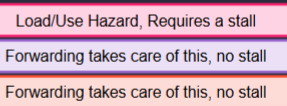 Load/Use Hazard, Requires a stall
Forwarding takes care of this, no stall
Forwarding takes care of this, no stall